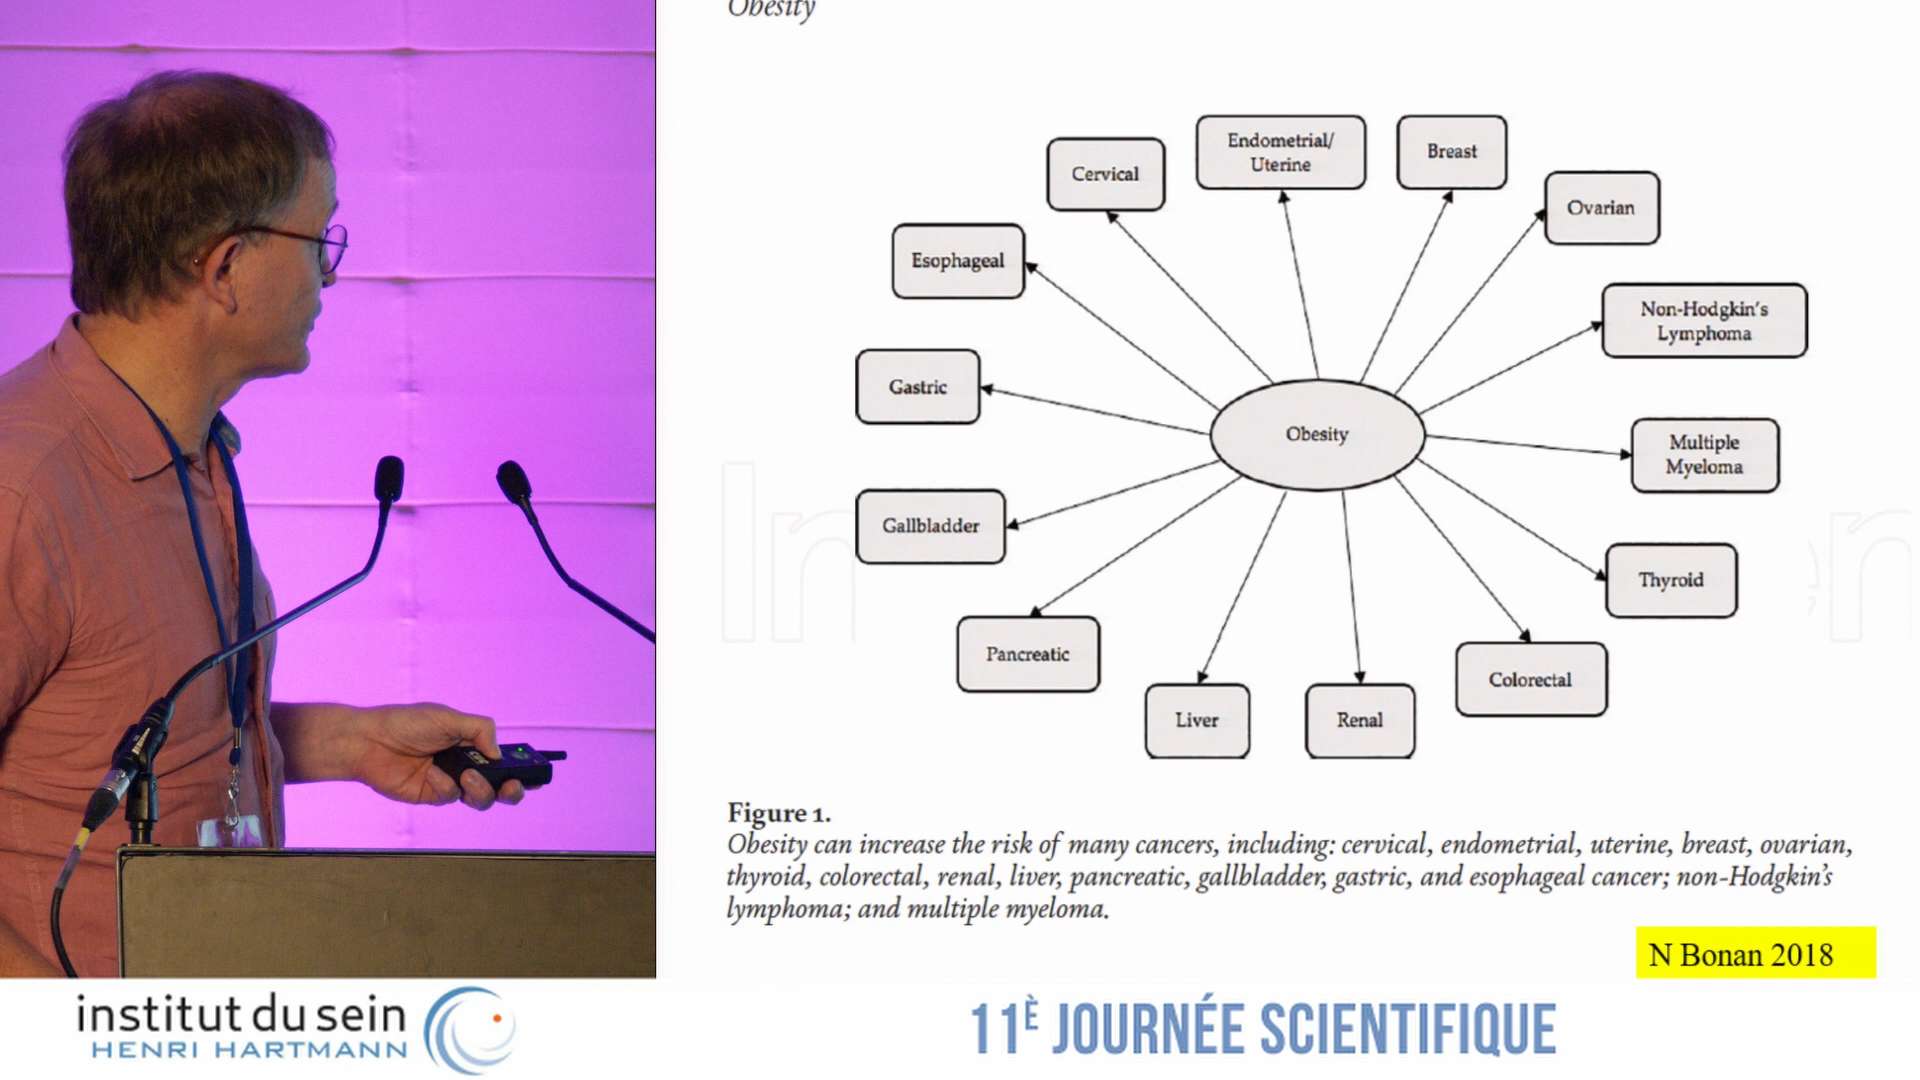 Obesity
Endometrial/
Uterine
Breast
Cervical
Ovarian
Esophageal
Non-Hodgkin's
Lymphoma
Gastric
Obesity
Multiple
Myeloma
Gallbladder
Thyroid
Pancreatic
Colorectal
Liver
Renal
Figure 1.
Obesity can increase the risk of many cancers, including: cervical, endometrial, uterine, breast, ovarian,
thyroid, colorectal, renal, liver, pancreatic, gallbladder, gastric, and esophageal cancer; non-Hodgkin's
lymphoma; and multiple myeloma.
N Bonan 2018
institut du sein
HENRI HARTMANN
11È JOURNÉE SCIENTIFIQUE